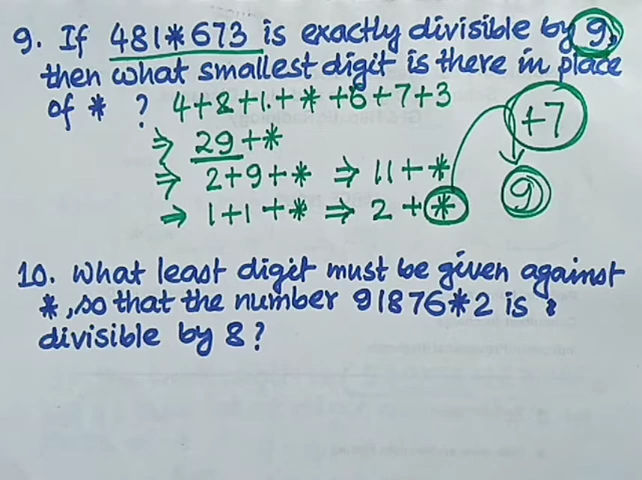 9. If 481*673 is exactly divisible by 9,
then what smallest digit is there in place
of * ? 4+8+1+*+6+7+3
⇒ 29+*
⇒ 2+9+* ⇒ 11+*
⇒ 1+1+* ⇒ 2+*
+7
9
10. What least digit must be given against
*, so that the number 91876*2 is
divisible by 8?